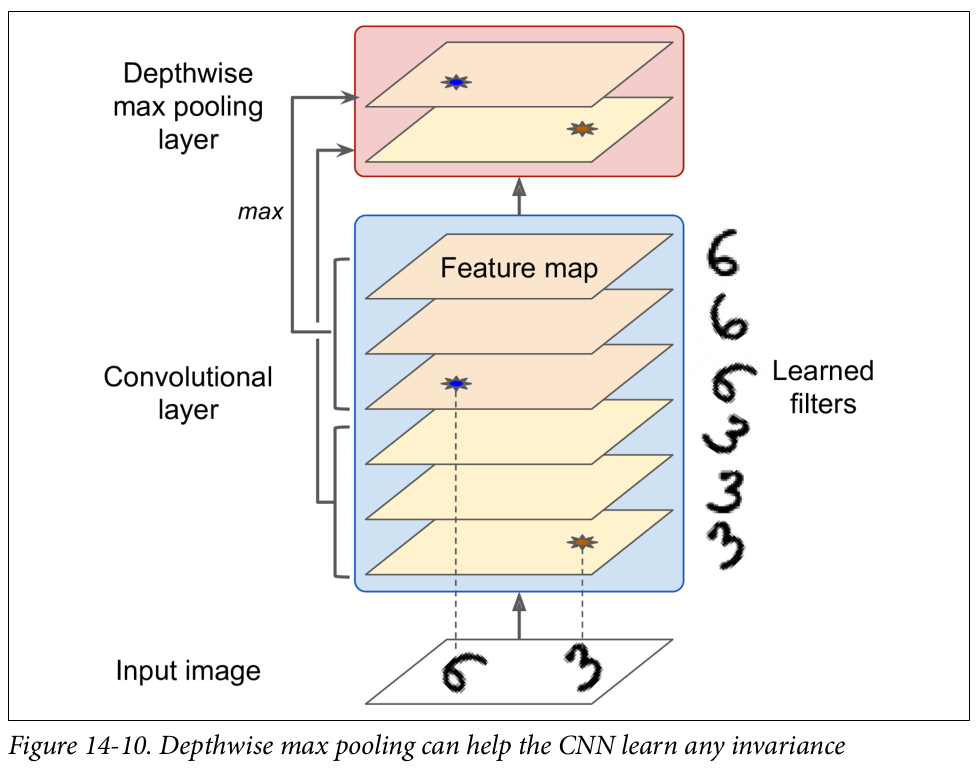 Depthwise
max pooling
layer
max
Feature map
6
6
6
3
3
3
Convolutional
layer
Learned
filters
Input image
6 3
Figure 14-10. Depthwise max pooling can help the CNN learn any invariance